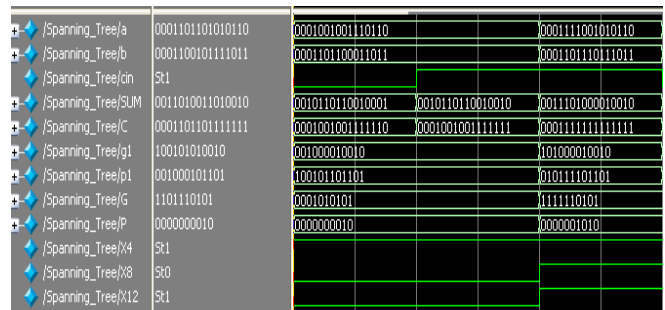 /Spanning_Tree/a 0001101101010110 0001001001110110 0001111001010110
/Spanning_Tree/b 0001100101111011 0001101100011011 0001101110111011
/Spanning_Tree/cin St1
/Spanning_Tree/SUM 0011010011010010 0010110110010001 0010110110010010 0011101000010010
/Spanning_Tree/C 0001101101111111 0001001001111110 0001001001111111 0001111111111111
/Spanning_Tree/g1 100101010010 001000010010 101000010010
/Spanning_Tree/p1 001000101101 100101101101 010111101101
/Spanning_Tree/G 1101110101 0001010101 1111110101
/Spanning_Tree/P 0000000010 0000000010 0000001010
/Spanning_Tree/X4 St1
/Spanning_Tree/X8 St0
/Spanning_Tree/X12 St1